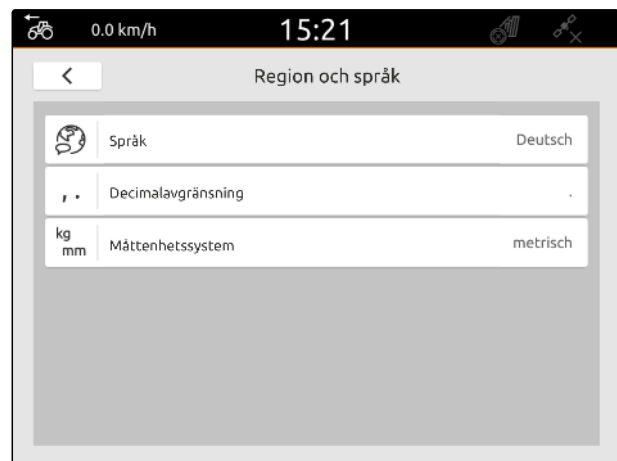 0.0 km/h
15:21
Region och språk
Språk
Deutsch
, .
Decimalavgränsning
.
kg
mm
Måttenhetssystem
metrisch